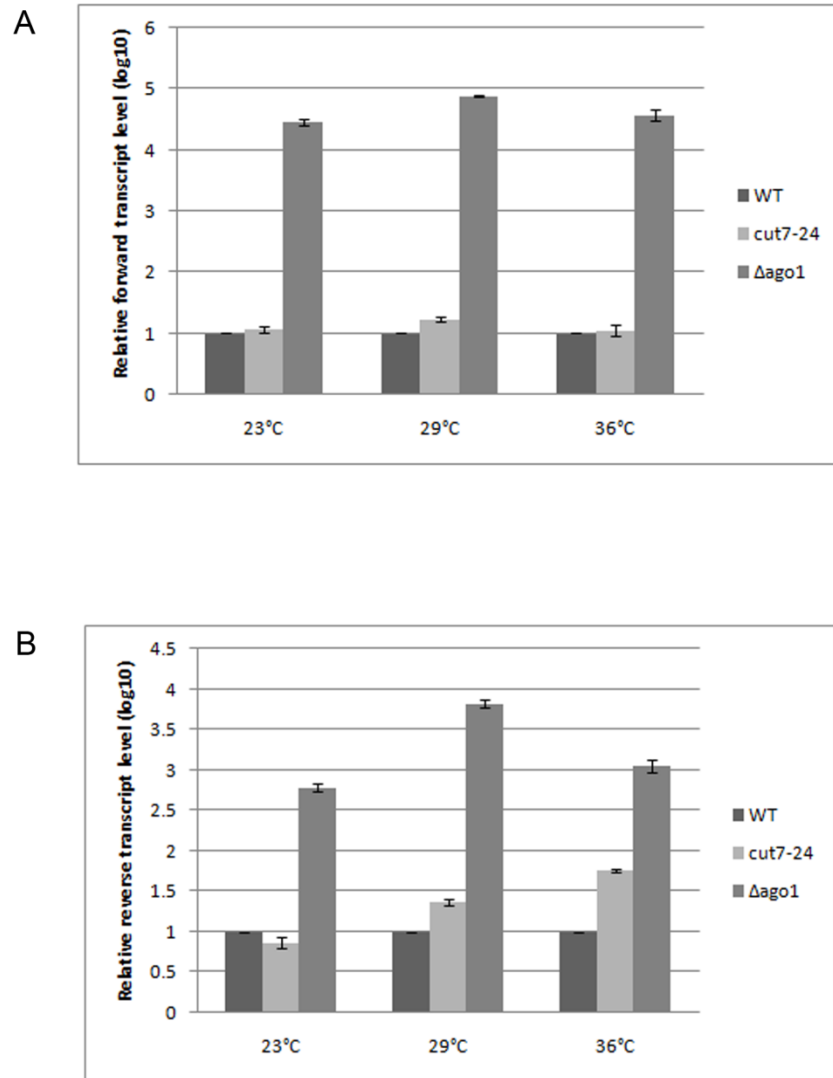 A
Relative forward transcript level (log10)
6
5
4
3
2
1
0
23°C
29°C
36°C
WT
cut7-24
Δago1
B
Relative reverse transcript level (log10)
4.5
4
3.5
3
2.5
2
1.5
1
0.5
0
23°C
29°C
36°C
WT
cut7-24
Δago1